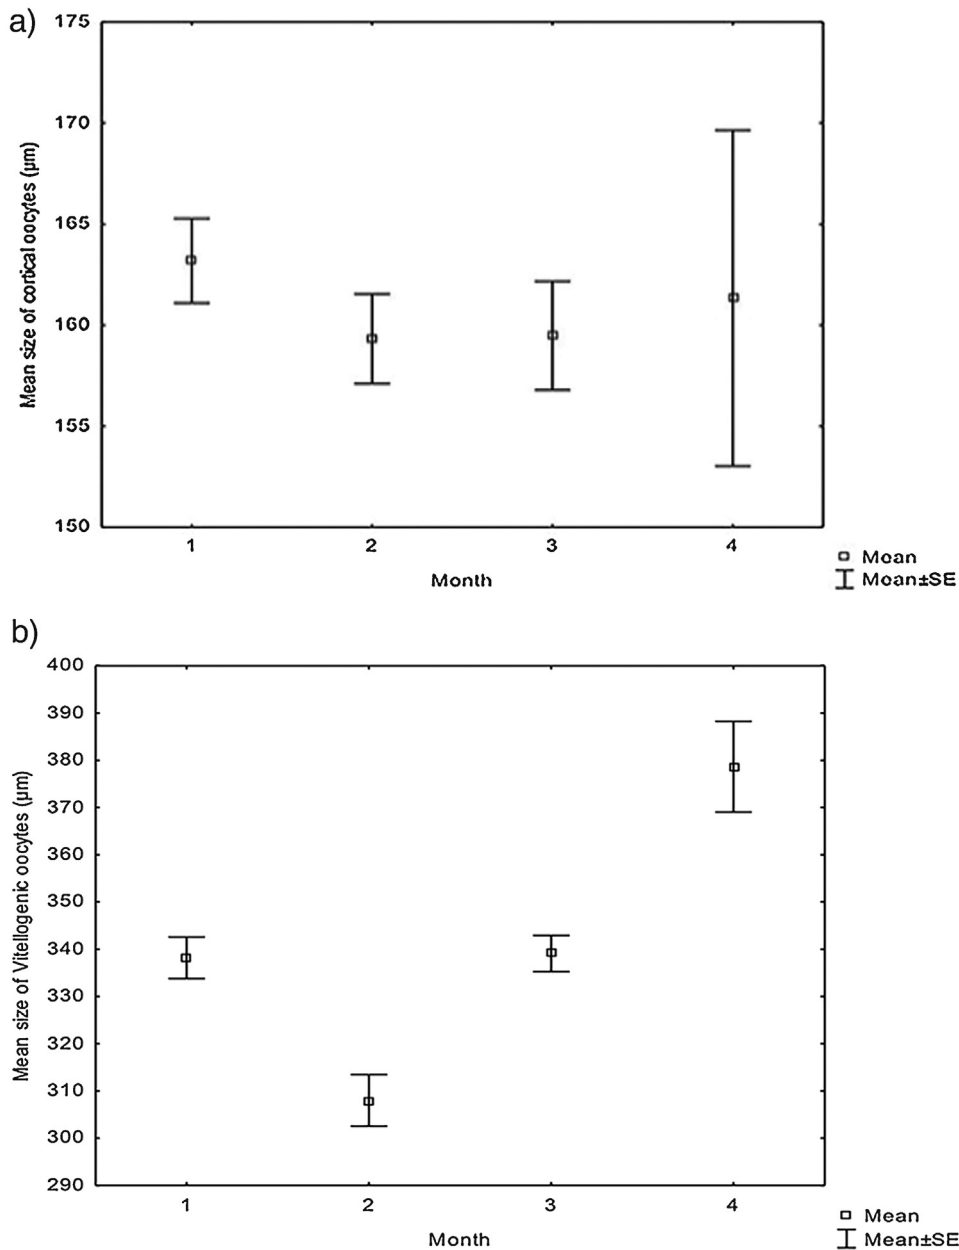 a)
175
170
165
160
155
150
Mean size of cortical oocytes (µm)
1 2 3 4
Month
Mean
Mean±SE
b)
400
390
380
370
360
350
340
330
320
310
300
290
Mean size of Vitellogenic oocytes (µm)
1 2 3 4
Month
Mean
Mean±SE